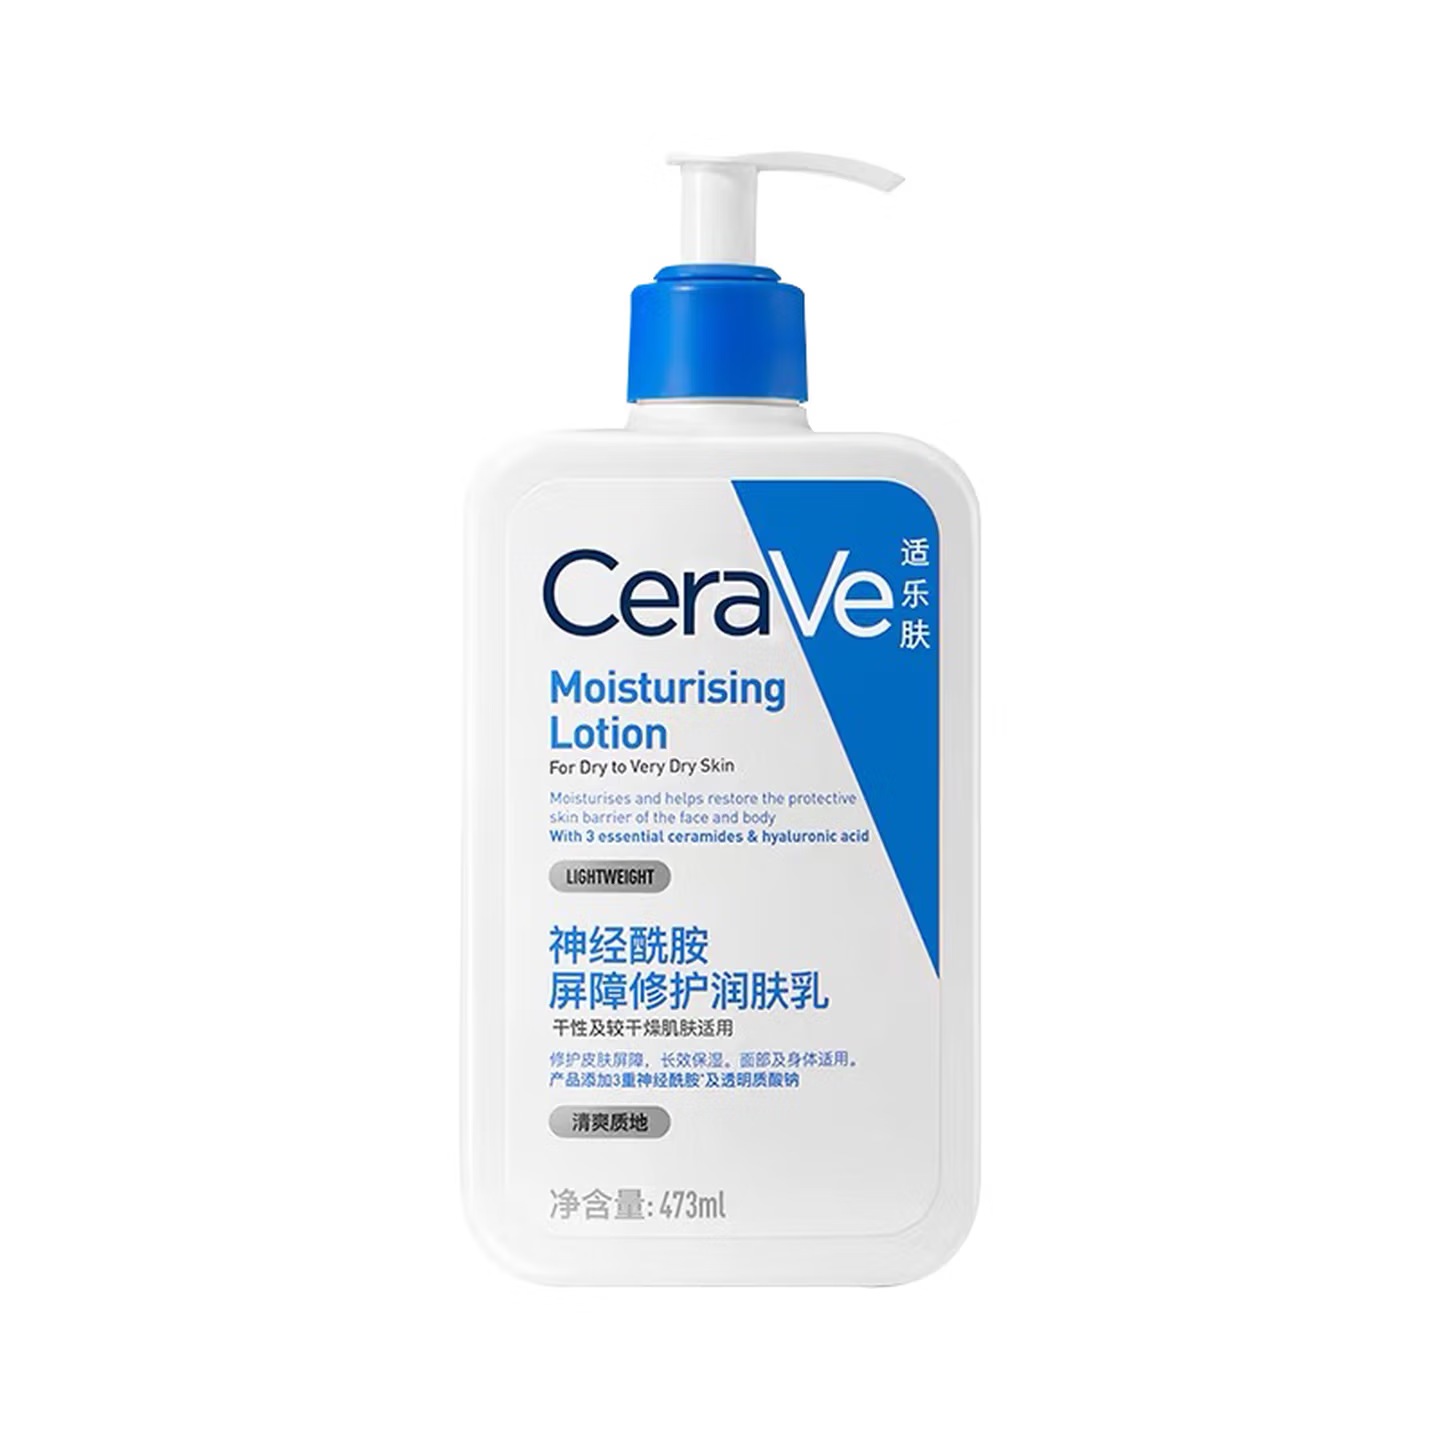 CeraVe
适乐肤
Moisturising
Lotion
For Dry to Very Dry Skin
Moisturises and helps restore the protective
skin barrier of the face and body
With 3 essential ceramides & hyaluronic acid
LIGHTWEIGHT
神经酰胺
屏障修护润肤乳
干性及较干燥肌肤适用
修护皮肤屏障，长效保湿。面部及身体适用。
产品添加3重神经酰胺*及透明质酸钠
清爽质地
净含量: 473ml